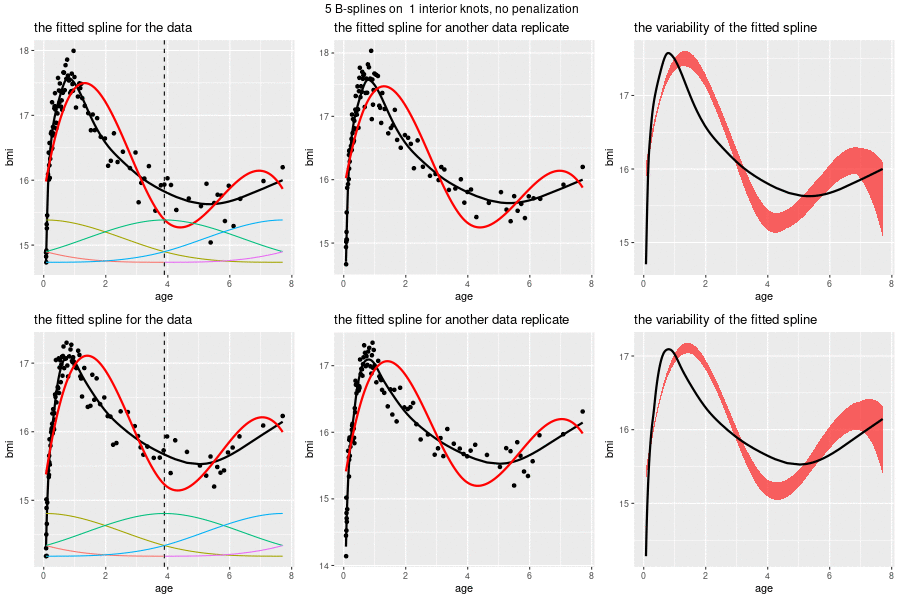 5 B-splines on  1 interior knots, no penalization
the fitted spline for the data
the fitted spline for another data replicate
the variability of the fitted spline
18
17
16
15
bmi
0 2 4 6 8
age
18
17
16
15
bmi
0 2 4 6 8
age
17
16
15
bmi
0 2 4 6 8
age
the fitted spline for the data
the fitted spline for another data replicate
the variability of the fitted spline
17
16
15
bmi
0 2 4 6 8
age
17
16
15
14
bmi
0 2 4 6 8
age
17
16
15
bmi
0 2 4 6 8
age